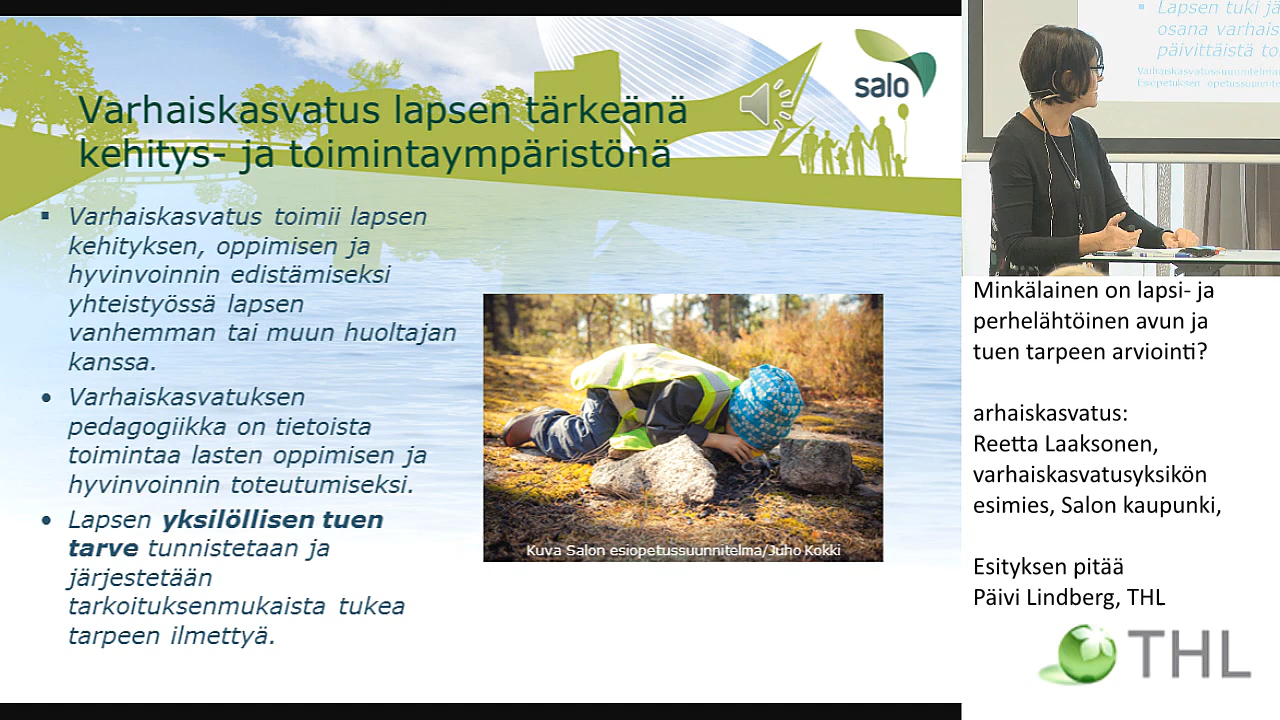 Varhaiskasvatus lapsen tärkeänä
kehitys- ja toimintaympäristönä
salo
▪ Varhaiskasvatus toimii lapsen
kehityksen, oppimisen ja
hyvinvoinnin edistämiseksi
yhteistyössä lapsen
vanhemman tai muun huoltajan
kanssa.
• Varhaiskasvatuksen
pedagogiikka on tietoista
toimintaa lasten oppimisen ja
hyvinvoinnin toteutumiseksi.
• Lapsen yksilöllisen tuen
tarve tunnistetaan ja
järjestetään
tarkoituksenmukaista tukea
tarpeen ilmettyä.
Kuva Salon esiopetussuunnitelma/Juho Kokki
▪ Lapsen tuki jä
osana varhais
päivittäistä to
Varhaiskasvatussuunnitelma
Esiopetuksen opetussuunnite
Minkälainen on lapsi- ja
perhelähtöinen avun ja
tuen tarpeen arviointi?
arhaiskasvatus:
Reetta Laaksonen,
varhaiskasvatusyksikön
esimies, Salon kaupunki,
Esityksen pitää
Päivi Lindberg, THL
THL